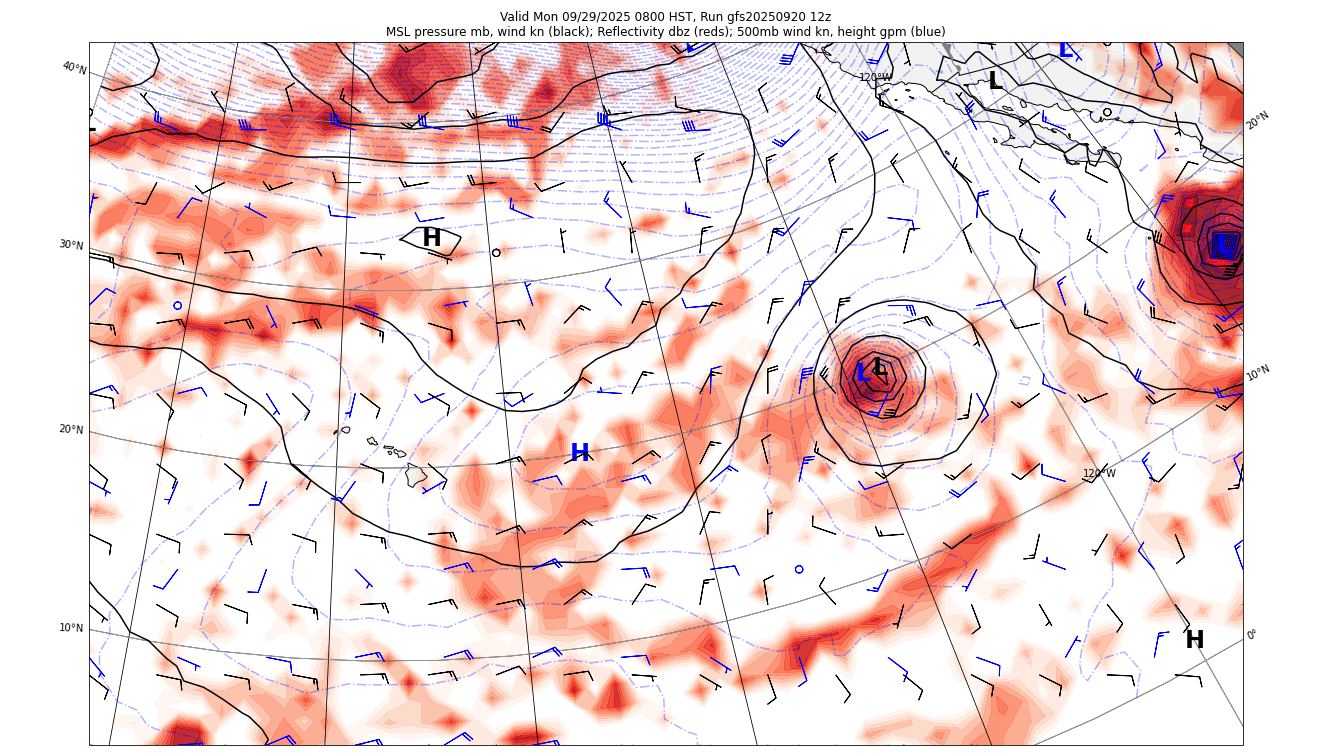 Valid Mon 09/29/2025 0800 HST, Run gfs20250920 12z
MSL pressure mb, wind kn (black); Reflectivity dbz (reds); 500mb wind kn, height gpm (blue)
L
L
40°N
120°W
L
20°N
H
30°N
L
L
L
10°N
20°N
H
120°W
10°N
H
0°